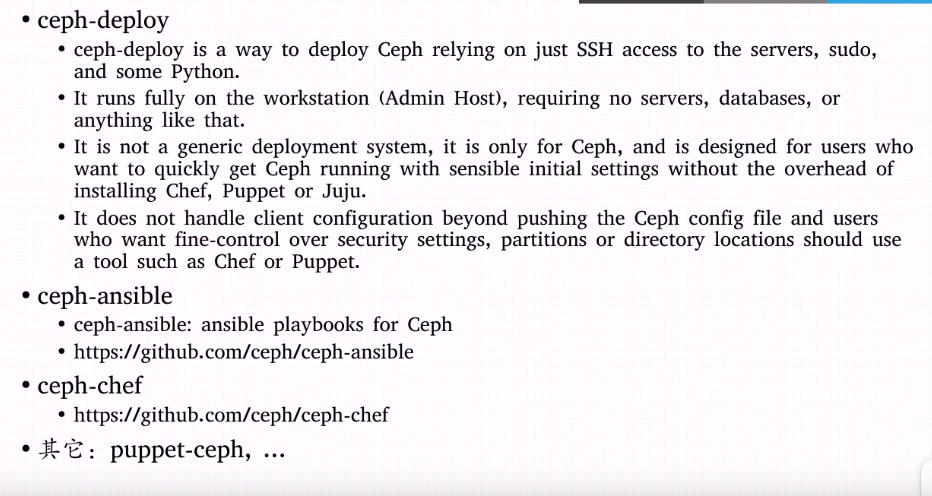 • ceph-deploy
• ceph-deploy is a way to deploy Ceph relying on just SSH access to the servers, sudo,
and some Python.
• It runs fully on the workstation (Admin Host), requiring no servers, databases, or
anything like that.
• It is not a generic deployment system, it is only for Ceph, and is designed for users who
want to quickly get Ceph running with sensible initial settings without the overhead of
installing Chef, Puppet or Juju.
• It does not handle client configuration beyond pushing the Ceph config file and users
who want fine-control over security settings, partitions or directory locations should use
a tool such as Chef or Puppet.
• ceph-ansible
• ceph-ansible: ansible playbooks for Ceph
• https://github.com/ceph/ceph-ansible
• ceph-chef
• https://github.com/ceph/ceph-chef
• 其它：puppet-ceph, ...